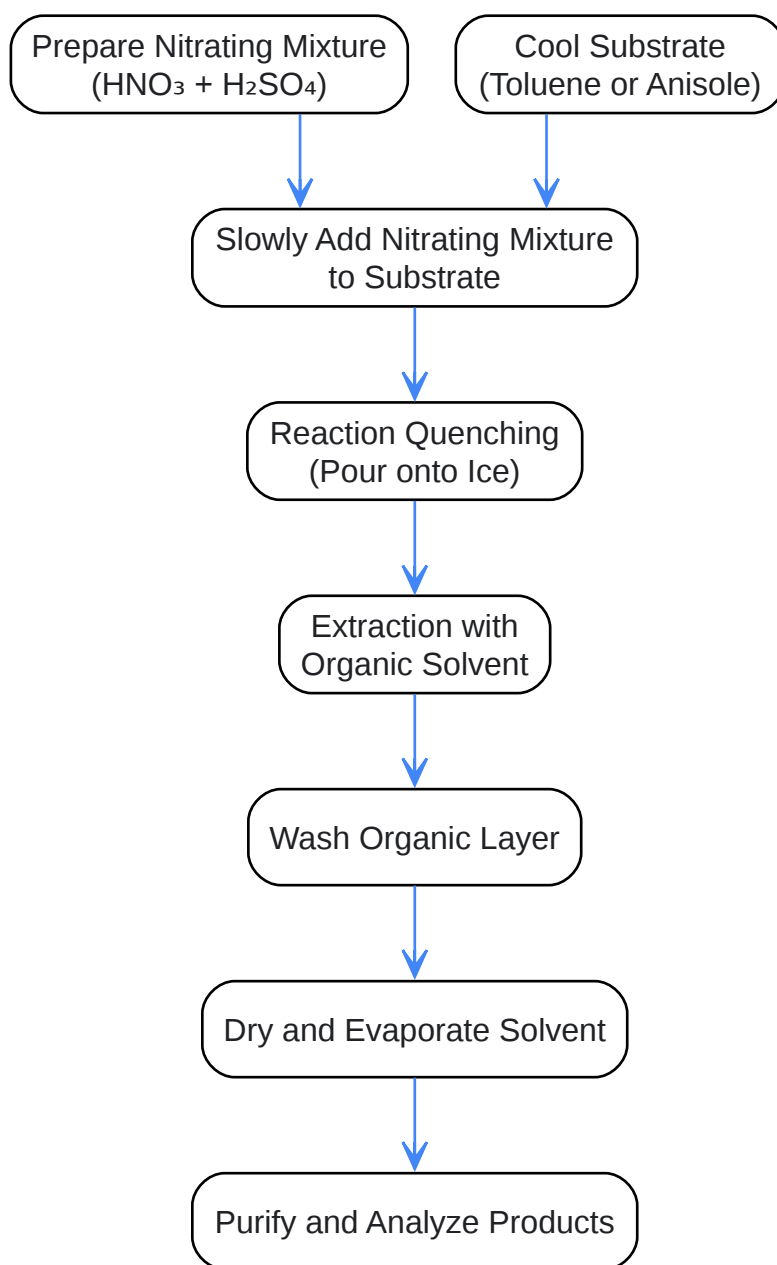 Prepare Nitrating Mixture
(HNO₃ + H₂SO₄)
Cool Substrate
(Toluene or Anisole)
Slowly Add Nitrating Mixture
to Substrate
Reaction Quenching
(Pour onto Ice)
Extraction with
Organic Solvent
Wash Organic Layer
Dry and Evaporate Solvent
Purify and Analyze Products